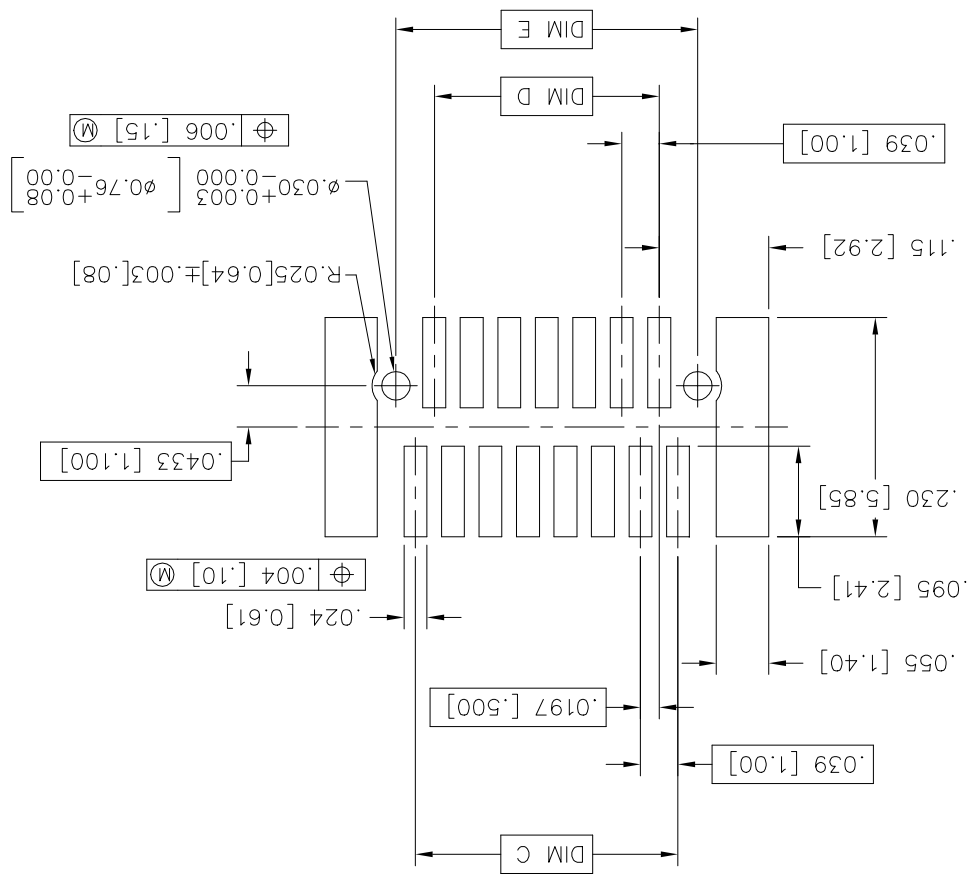 DIM C
.039 [1.00]
.0197 [.500]
.055 [1.40]
.024 [0.61]
.095 [2.41]
⌖ .004 [.10] Ⓜ
.230 [5.85]
.0433 [1.100]
R.025[0.64]±.003[.08]
.115 [2.92]
ø.030 +0.003 -0.000 [ø0.76 +0.08 -0.00]
.039 [1.00]
⌖ .006 [.15] Ⓜ
DIM D
DIM E